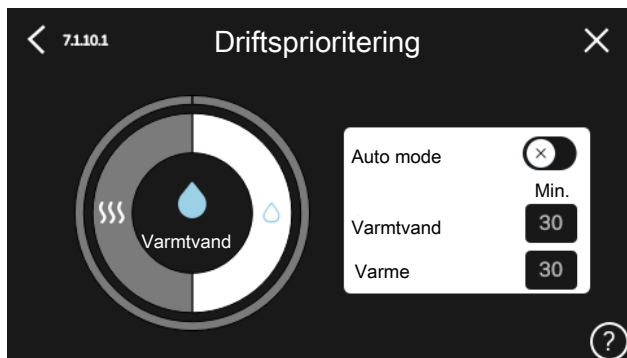 7.1.10.1 Driftsprioritering
Auto mode
Min.
Varmtvand 30
Varme 30
Varmtvand
?